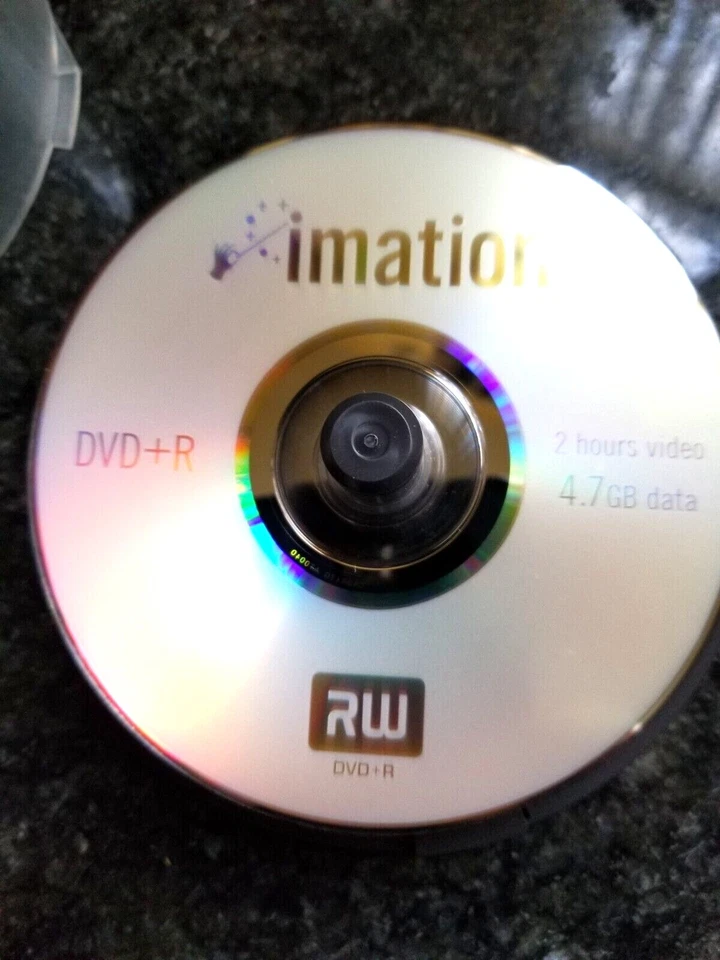 imation
DVD+R
2 hours video
4.7GB data
RW
DVD+R